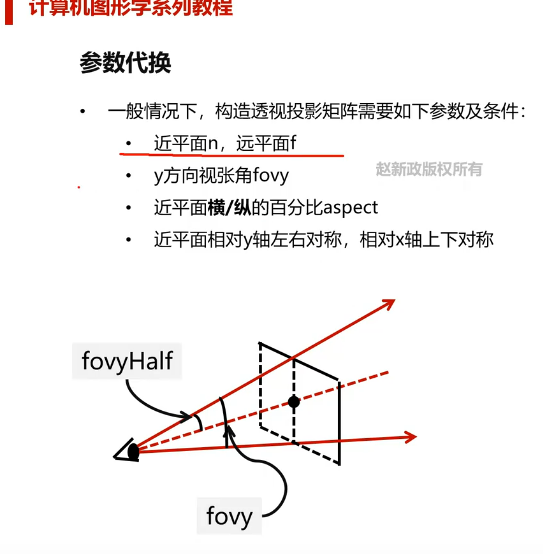 计算机图形学系列教程
参数代换
• 一般情况下，构造透视投影矩阵需要如下参数及条件：
• 近平面n，远平面f
• y方向视张角fovy
赵新政版权所有
• 近平面横/纵的百分比aspect
• 近平面相对y轴左右对称，相对x轴上下对称
fovyHalf
fovy